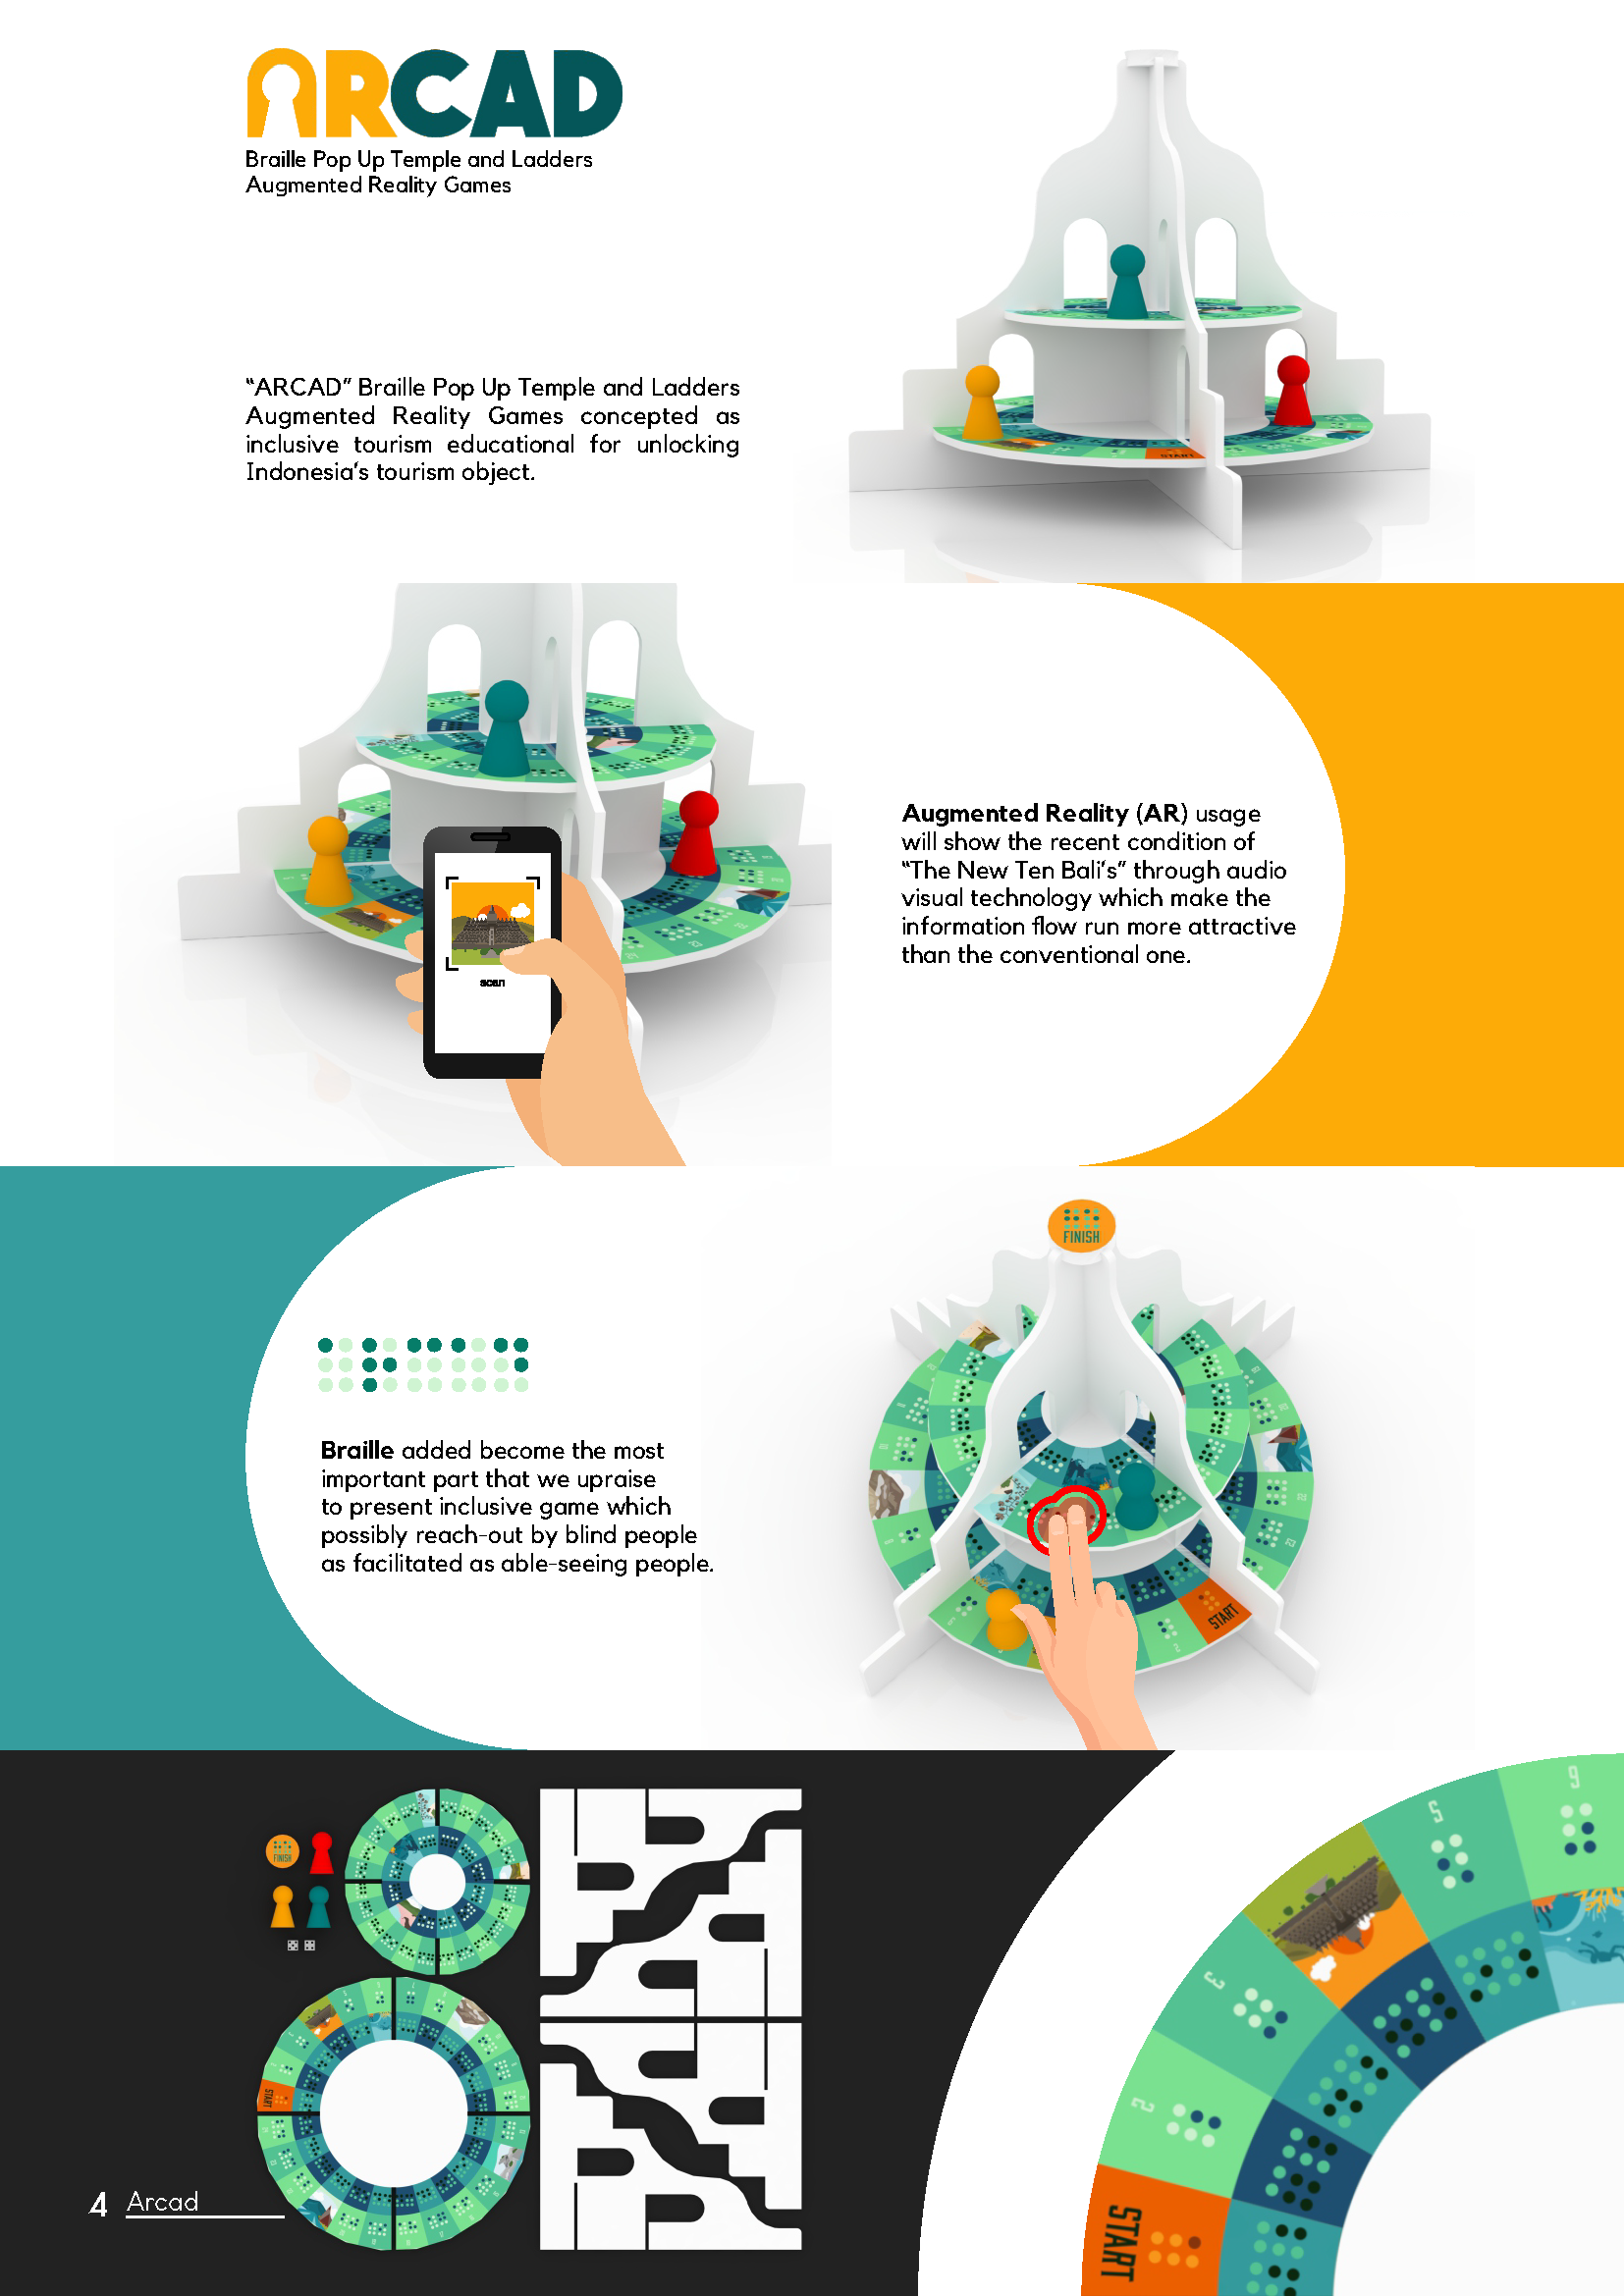 ARCAD
Braille Pop Up Temple and Ladders
Augmented Reality Games
“ARCAD” Braille Pop Up Temple and Ladders
Augmented Reality Games concepted as
inclusive tourism educational for unlocking
Indonesia’s tourism object.
START
Augmented Reality (AR) usage
will show the recent condition of
“The New Ten Bali’s” through audio
visual technology which make the
information flow run more attractive
than the conventional one.
scan
FINISH
Braille added become the most
important part that we upraise
to present inclusive game which
possibly reach-out by blind people
as facilitated as able-seeing people.
START
FINISH
START
6
5
3
2
START
4 Arcad